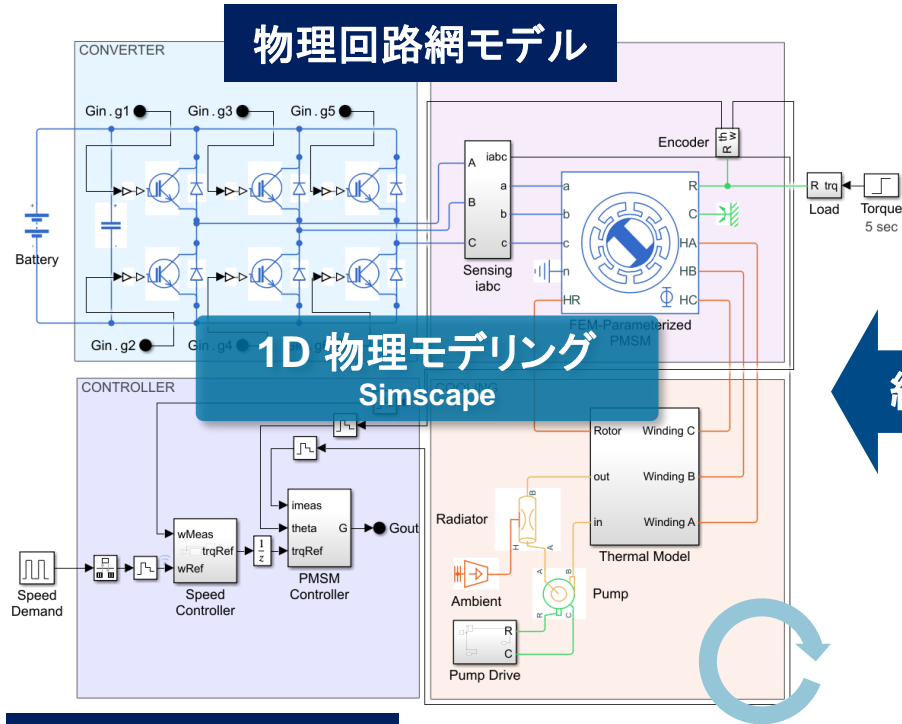 物理回路網モデル
CONVERTER
Gin.g1
Gin.g3
Gin.g5
Encoder
R th w
iabc
A
a
B
b
C
c
Sensing
iabc
a
b
c
n
HR
R
C
HA
HB
HC
Φ
FEM-Parameterized
PMSM
R trq
Load
Torque
5 sec
+
Battery
Gin.g2
Gin.g4
1D 物理モデリング
Simscape
CONTROLLER
COOLING
Rotor
Winding C
out
Winding B
in
Winding A
Thermal Model
Radiator
B
H
A
Ambient
A
B
R
C
Pump
R
C
Pump Drive
imeas
theta
G
trqRef
Gout
PMSM
Controller
wMeas
trqRef
wRef
Speed
Controller
1
z
Speed
Demand